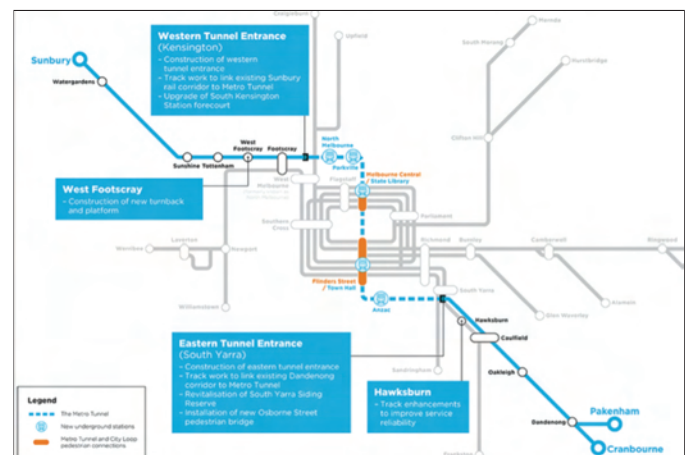 Craigieburn
Upfield
Mernda
South Morang
Hurstbridge
Clifton Hill
Western Tunnel Entrance
(Kensington)
– Construction of western
tunnel entrance
– Track work to link existing Sunbury
rail corridor to Metro Tunnel
– Upgrade of South Kensington
Station forecourt
Sunbury
Watergardens
Sunshine
Tottenham
West
Footscray
Footscray
North
Melbourne
Parkville
West Footscray
– Construction of new turnback
and platform
West
Melbourne
Flagstaff
Melbourne Central
/ State Library
Parliament
Southern
Cross
Werribee
Laverton
Newport
Williamstown
Richmond
Burnley
Camberwell
Ringwood
Flinders Street
/ Town Hall
Anzac
South Yarra
Glen Waverley
Alamein
Sandringham
Hawksburn
Caulfield
Oakleigh
Dandenong
Pakenham
Cranbourne
Eastern Tunnel Entrance
(South Yarra)
– Construction of eastern tunnel entrance
– Track work to link existing Dandenong
corridor to Metro Tunnel
– Revitalisation of South Yarra Siding
Reserve
– Installation of new Osborne Street
pedestrian bridge
Hawksburn
– Track enhancements
to improve service
reliability
Legend
The Metro Tunnel
New underground stations
Metro Tunnel and City Loop
pedestrian connections